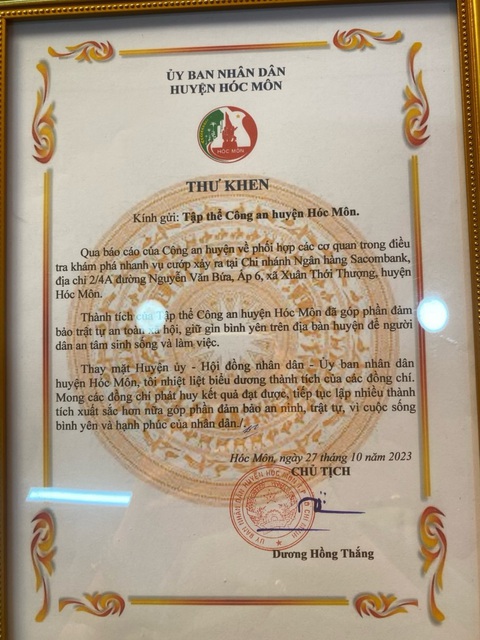 ỦY BAN NHÂN DÂN
HUYỆN HÓC MÔN
HÓC MÔN
THƯ KHEN
Kính gửi: Tập thể Công an huyện Hóc Môn.
Qua báo cáo của Công an huyện về phối hợp các cơ quan trong điều
tra khám phá nhanh vụ cướp xảy ra tại Chi nhánh Ngân hàng Sacombank,
địa chỉ 2/4A đường Nguyễn Văn Bứa, Ấp 6, xã Xuân Thới Thượng, huyện
Hóc Môn.
Thành tích của Tập thể Công an huyện Hóc Môn đã góp phần đảm
bảo trật tự an toàn xã hội, giữ gìn bình yên trên địa bàn huyện để người
dân an tâm sinh sống và làm việc.
Thay mặt Huyện ủy - Hội đồng nhân dân - Ủy ban nhân dân
huyện Hóc Môn, tôi nhiệt liệt biểu dương thành tích của các đồng chí.
Mong các đồng chí phát huy kết quả đạt được, tiếp tục lập nhiều thành
tích xuất sắc hơn nữa góp phần đảm bảo an ninh, trật tự, vì cuộc sống
bình yên và hạnh phúc của nhân dân./.
Hóc Môn, ngày 27 tháng 10 năm 2023
CHỦ TỊCH
ỦY BAN NHÂN DÂN HUYỆN HÓC MÔN
Dương Hồng Thắng